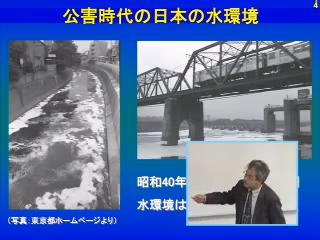 4
公害時代の日本の水環境
昭和40年
水環境は
（写真：東京都ホームページより）